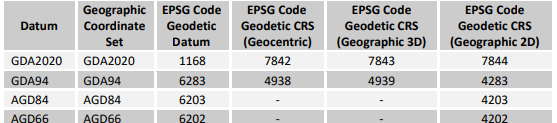 Datum Geographic Coordinate Set EPSG Code Geodetic Datum EPSG Code Geodetic CRS (Geocentric) EPSG Code Geodetic CRS (Geographic 3D) EPSG Code Geodetic CRS (Geographic 2D)
GDA2020 GDA2020 1168 7842 7843 7844
GDA94 GDA94 6283 4938 4939 4283
AGD84 AGD84 6203 - - 4203
AGD66 AGD66 6202 - - 4202